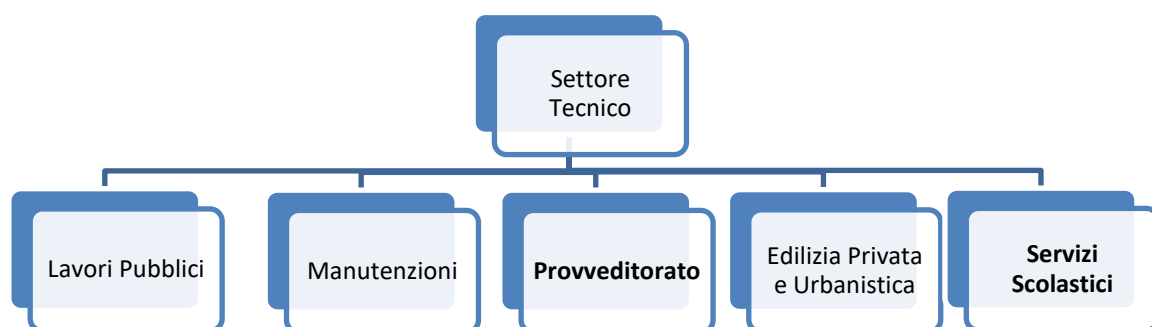 Settore
Tecnico
Lavori Pubblici
Manutenzioni
Provveditorato
Edilizia Privata
e Urbanistica
Servizi
Scolastici